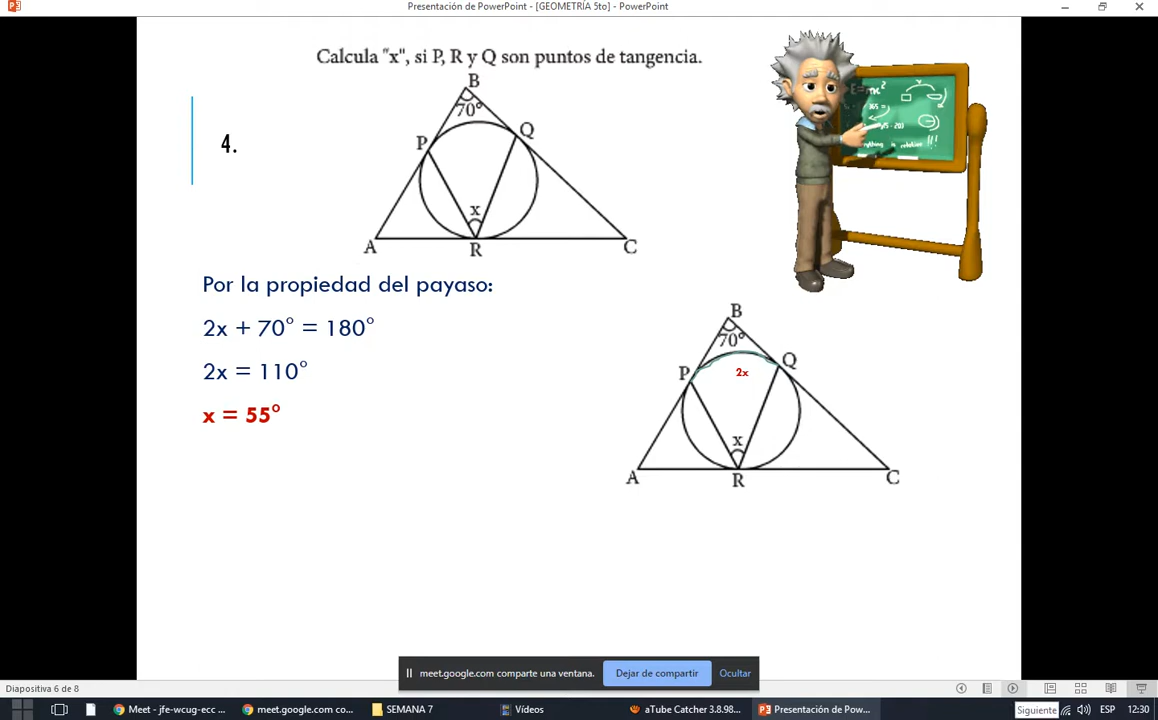 Presentación de PowerPoint - [GEOMETRÍA 5to] - PowerPoint
Calcula "x", si P, R y Q son puntos de tangencia.
4.
B
70°
P
Q
x
A
R
C
E=mc²
Por la propiedad del payaso:
2x + 70° = 180°
2x = 110°
x = 55°
B
70°
P
Q
2x
x
A
R
C
meet.google.com comparte una ventana.
Dejar de compartir
Ocultar
Diapositiva 6 de 8
Meet - jfe-wcug-ecc ...
meet.google.com co...
SEMANA 7
Vídeos
aTube Catcher 3.8.98...
Presentación de Pow...
Siguiente
ESP
12:30